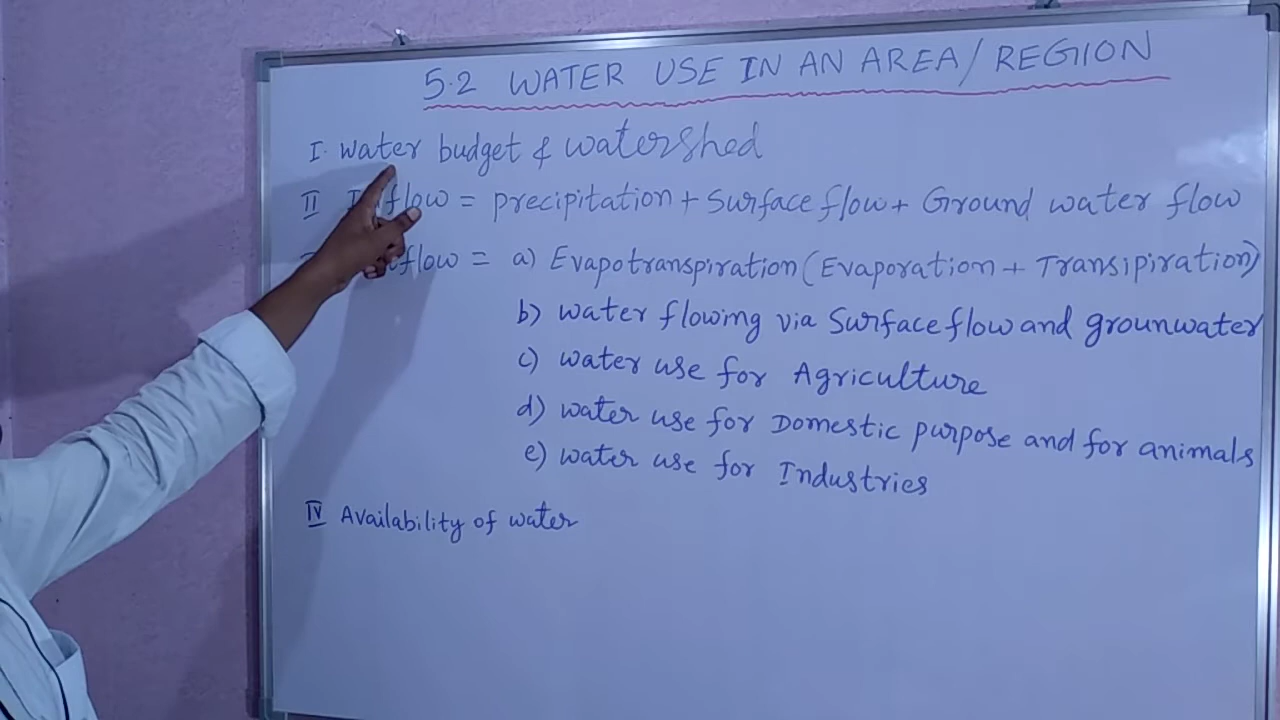 5.2 WATER USE IN AN AREA/REGION
I. Water budget & watershed
II flow = precipitation + Surface flow + Ground water flow
flow = a) Evapotranspiration (Evaporation + Transipiration)
b) water flowing via Surface flow and grounwater
c) water use for Agriculture
d) water use for Domestic purpose and for animals
e) water use for Industries
IV Availability of water